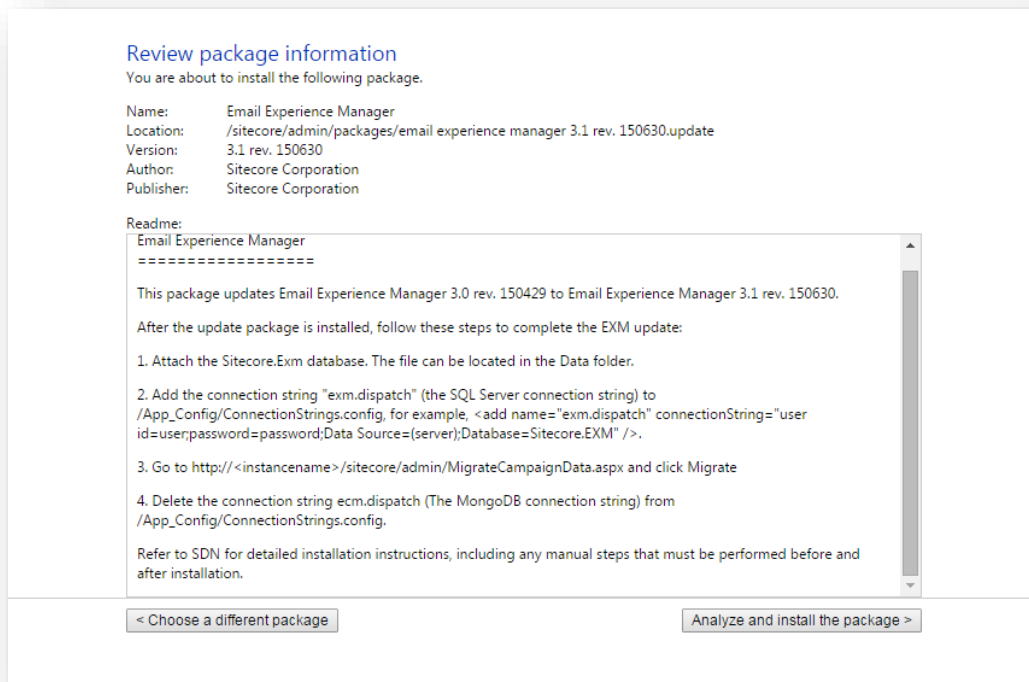 Review package information
You are about to install the following package.
Name: Email Experience Manager
Location: /sitecore/admin/packages/email experience manager 3.1 rev. 150630.update
Version: 3.1 rev. 150630
Author: Sitecore Corporation
Publisher: Sitecore Corporation
Readme:
Email Experience Manager
==================
This package updates Email Experience Manager 3.0 rev. 150429 to Email Experience Manager 3.1 rev. 150630.
After the update package is installed, follow these steps to complete the EXM update:
1. Attach the Sitecore.Exm database. The file can be located in the Data folder.
2. Add the connection string "exm.dispatch" (the SQL Server connection string) to
/App_Config/ConnectionStrings.config, for example, <add name="exm.dispatch" connectionString="user
id=user;password=password;Data Source=(server);Database=Sitecore.EXM" />.
3. Go to http://<instancename>/sitecore/admin/MigrateCampaignData.aspx and click Migrate
4. Delete the connection string ecm.dispatch (The MongoDB connection string) from
/App_Config/ConnectionStrings.config.
Refer to SDN for detailed installation instructions, including any manual steps that must be performed before and
after installation.
< Choose a different package
Analyze and install the package >